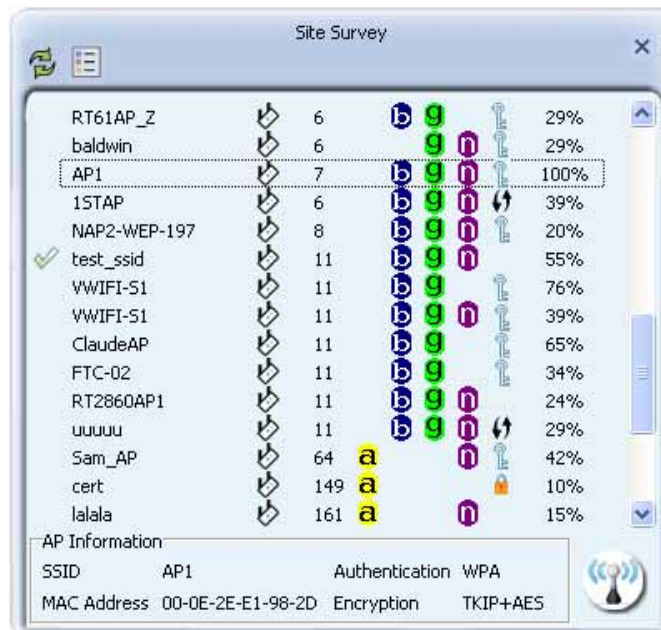 Site Survey
RT61AP_Z 6 b g 29%
baldwin 6 g n 29%
AP1 7 b g n 100%
1STAP 6 b g n 39%
NAP2-WEP-197 8 b g n 20%
test_ssid 11 b g n 55%
VWIFI-S1 11 b g 76%
VWIFI-S1 11 b g n 39%
ClaudeAP 11 b g 65%
FTC-02 11 b g 34%
RT2860AP1 11 b g n 24%
uuuuu 11 b g n 29%
Sam_AP 64 a n 42%
cert 149 a 10%
lalala 161 a n 15%
AP Information
SSID AP1 Authentication WPA
MAC Address 00-0E-2E-E1-98-2D Encryption TKIP+AES